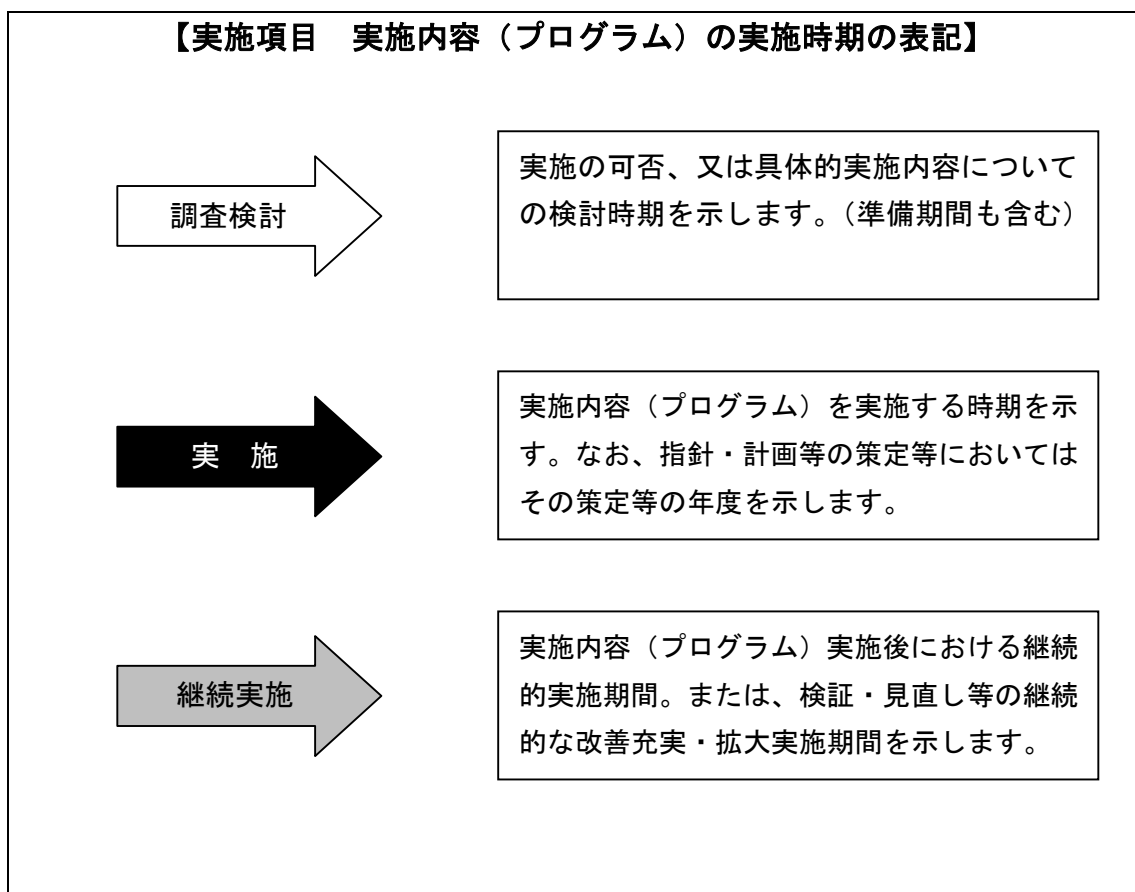 【実施項目　実施内容（プログラム）の実施時期の表記】
調査検討
実施の可否、又は具体的実施内容について
の検討時期を示します。（準備期間も含む）
実　施
実施内容（プログラム）を実施する時期を示
す。なお、指針・計画等の策定等においては
その策定等の年度を示します。
継続実施
実施内容（プログラム）実施後における継続
的実施期間。または、検証・見直し等の継続
的な改善充実・拡大実施期間を示します。